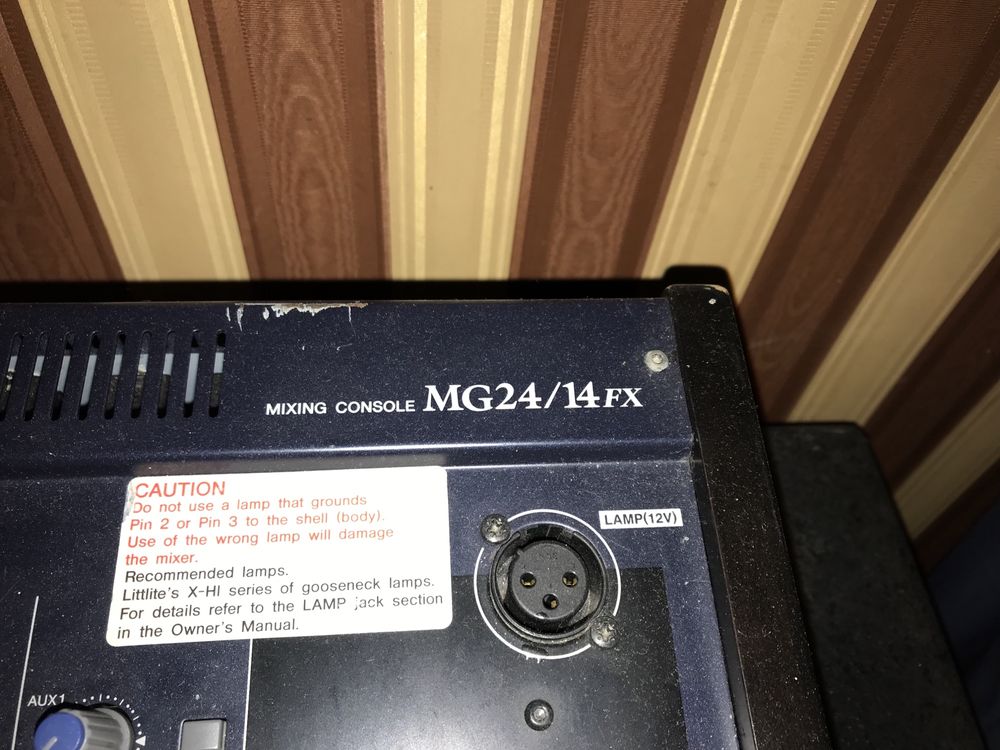 MIXING CONSOLE MG24/14FX
CAUTION
Do not use a lamp that grounds
Pin 2 or Pin 3 to the shell (body).
Use of the wrong lamp will damage
the mixer.
Recommended lamps.
Littlite's X-HI series of gooseneck lamps.
For details refer to the LAMP jack section
in the Owner's Manual.
LAMP(12V)
AUX1